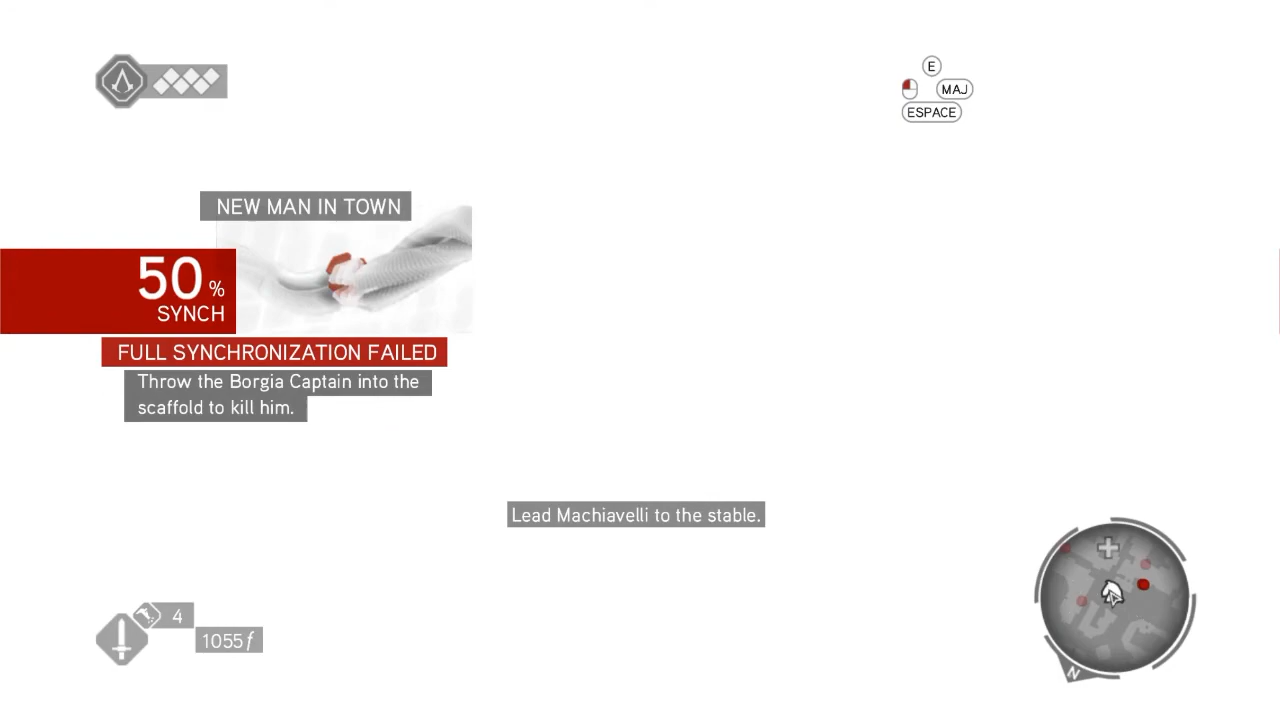 E
MAJ
ESPACE
NEW MAN IN TOWN
50 %
SYNCH
FULL SYNCHRONIZATION FAILED
Throw the Borgia Captain into the
scaffold to kill him.
Lead Machiavelli to the stable.
4
1055 ƒ
N